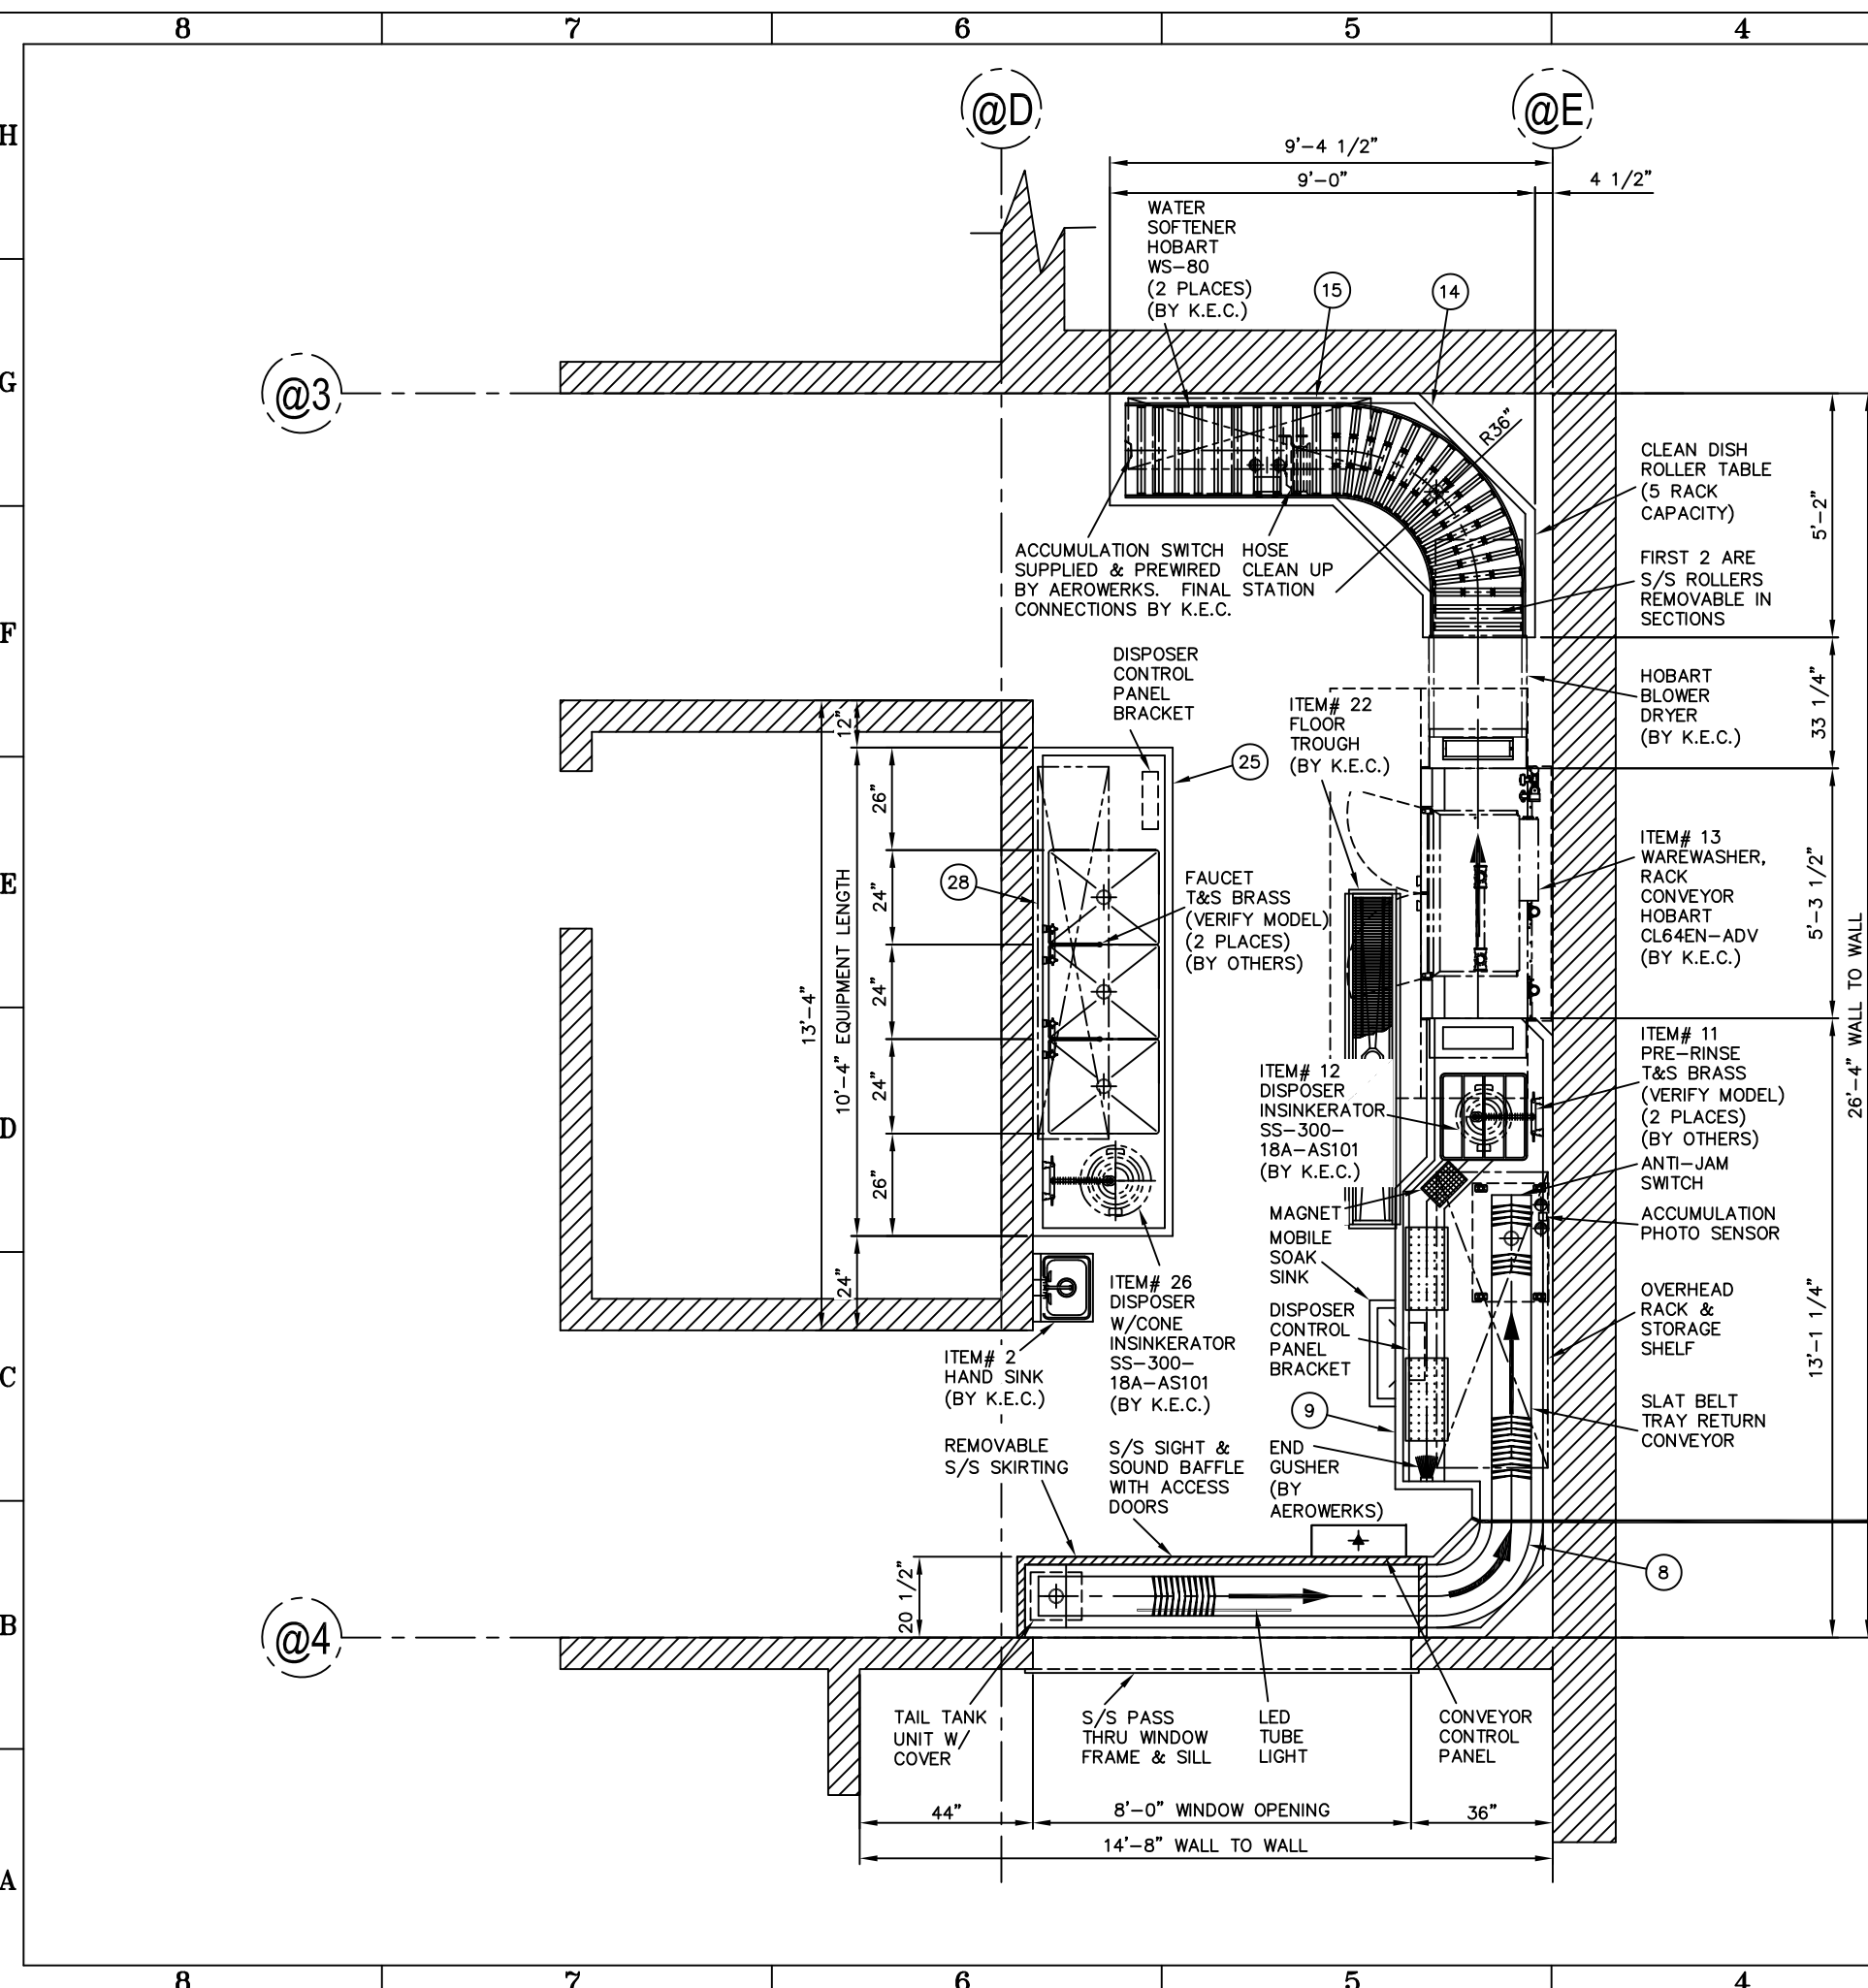 8 7 6 5 4
H
G
F
E
D
C
B
A
@D
@E
@3
@4
9'-4 1/2"
9'-0"
4 1/2"
WATER
SOFTENER
HOBART
WS-80
(2 PLACES)
(BY K.E.C.)
15
14
R36"
CLEAN DISH
ROLLER TABLE
(5 RACK
CAPACITY)
5'-2"
ACCUMULATION SWITCH
SUPPLIED & PREWIRED
BY AEROWERKS. FINAL
CONNECTIONS BY K.E.C.
HOSE
CLEAN UP
STATION
FIRST 2 ARE
S/S ROLLERS
REMOVABLE IN
SECTIONS
DISPOSER
CONTROL
PANEL
BRACKET
ITEM# 22
FLOOR
TROUGH
(BY K.E.C.)
HOBART
BLOWER
DRYER
(BY K.E.C.)
33 1/4"
12"
25
26"
28
24"
24"
24"
26"
24"
13'-4"
10'-4" EQUIPMENT LENGTH
FAUCET
T&S BRASS
(VERIFY MODEL)
(2 PLACES)
(BY OTHERS)
ITEM# 13
WAREWASHER,
RACK
CONVEYOR
HOBART
CL64EN-ADV
(BY K.E.C.)
5'-3 1/2"
26'-4" WALL TO WALL
ITEM# 12
DISPOSER
INSINKERATOR
SS-300-
18A-AS101
(BY K.E.C.)
ITEM# 11
PRE-RINSE
T&S BRASS
(VERIFY MODEL)
(2 PLACES)
(BY OTHERS)
ANTI-JAM
SWITCH
MAGNET
ACCUMULATION
PHOTO SENSOR
MOBILE
SOAK
SINK
OVERHEAD
RACK &
STORAGE
SHELF
13'-1 1/4"
DISPOSER
CONTROL
PANEL
BRACKET
ITEM# 26
DISPOSER
W/CONE
INSINKERATOR
SS-300-
18A-AS101
(BY K.E.C.)
ITEM# 2
HAND SINK
(BY K.E.C.)
SLAT BELT
TRAY RETURN
CONVEYOR
9
REMOVABLE
S/S SKIRTING
S/S SIGHT &
SOUND BAFFLE
WITH ACCESS
DOORS
END
GUSHER
(BY
AEROWERKS)
8
20 1/2"
TAIL TANK
UNIT W/
COVER
S/S PASS
THRU WINDOW
FRAME & SILL
LED
TUBE
LIGHT
CONVEYOR
CONTROL
PANEL
44"
8'-0" WINDOW OPENING
36"
14'-8" WALL TO WALL
8 7 6 5 4